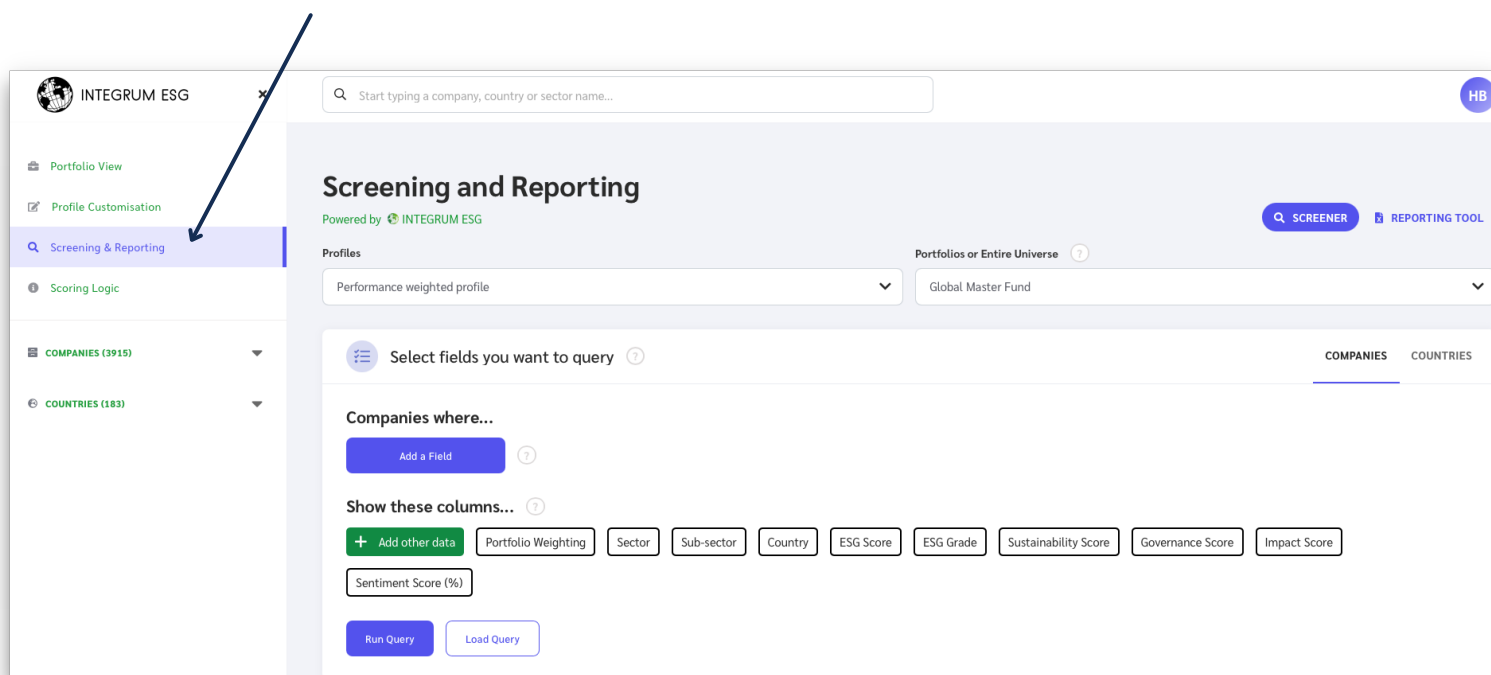 INTEGRUM ESG
×
Start typing a company, country or sector name...
HB
Portfolio View
Profile Customisation
Screening & Reporting
Scoring Logic
COMPANIES (3915)
COUNTRIES (183)
Screening and Reporting
Powered by INTEGRUM ESG
SCREENER
REPORTING TOOL
Profiles
Performance weighted profile
Portfolios or Entire Universe ?
Global Master Fund
Select fields you want to query ?
COMPANIES COUNTRIES
Companies where...
Add a Field ?
Show these columns... ?
+ Add other data Portfolio Weighting Sector Sub-sector Country ESG Score ESG Grade Sustainability Score Governance Score Impact Score
Sentiment Score (%)
Run Query Load Query